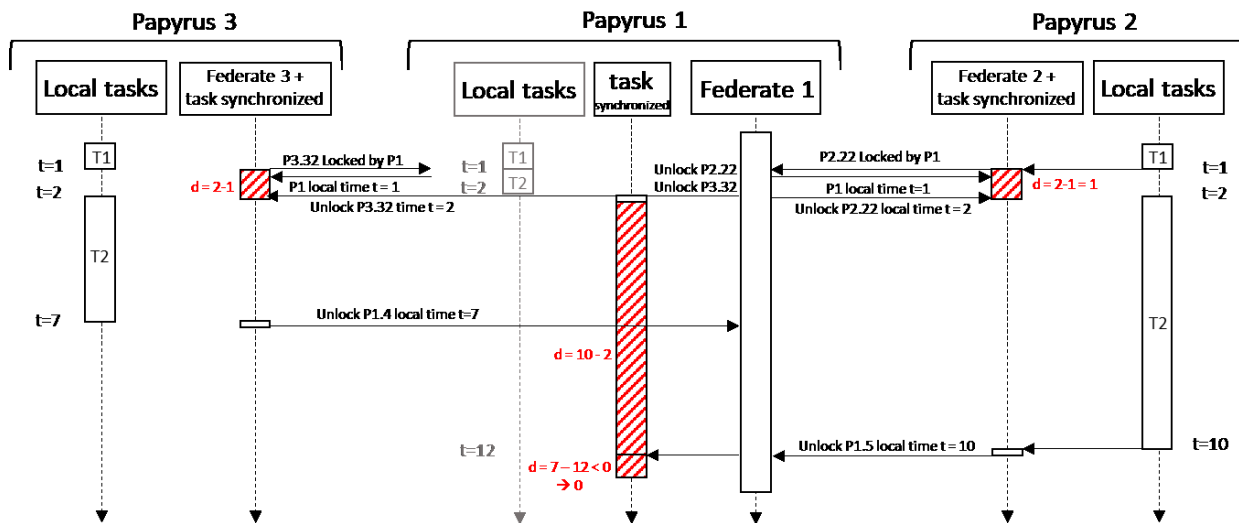 Papyrus 3
Papyrus 1
Papyrus 2
Local tasks
Federate 3 +
task synchronized
Local tasks
task
synchronized
Federate 1
Federate 2 +
task synchronized
Local tasks
T1
t=1
t=2
d = 2-1
P3.32 Locked by P1
P1 local time t = 1
Unlock P3.32 time t = 2
T1
t=1
T2
t=2
Unlock P2.22
Unlock P3.32
P2.22 Locked by P1
P1 local time t=1
Unlock P2.22 local time t = 2
d = 2-1 = 1
T1
t=1
t=2
T2
t=7
Unlock P1.4 local time t=7
d = 10 - 2
T2
t=12
d = 7 – 12 < 0
→ 0
Unlock P1.5 local time t = 10
t=10